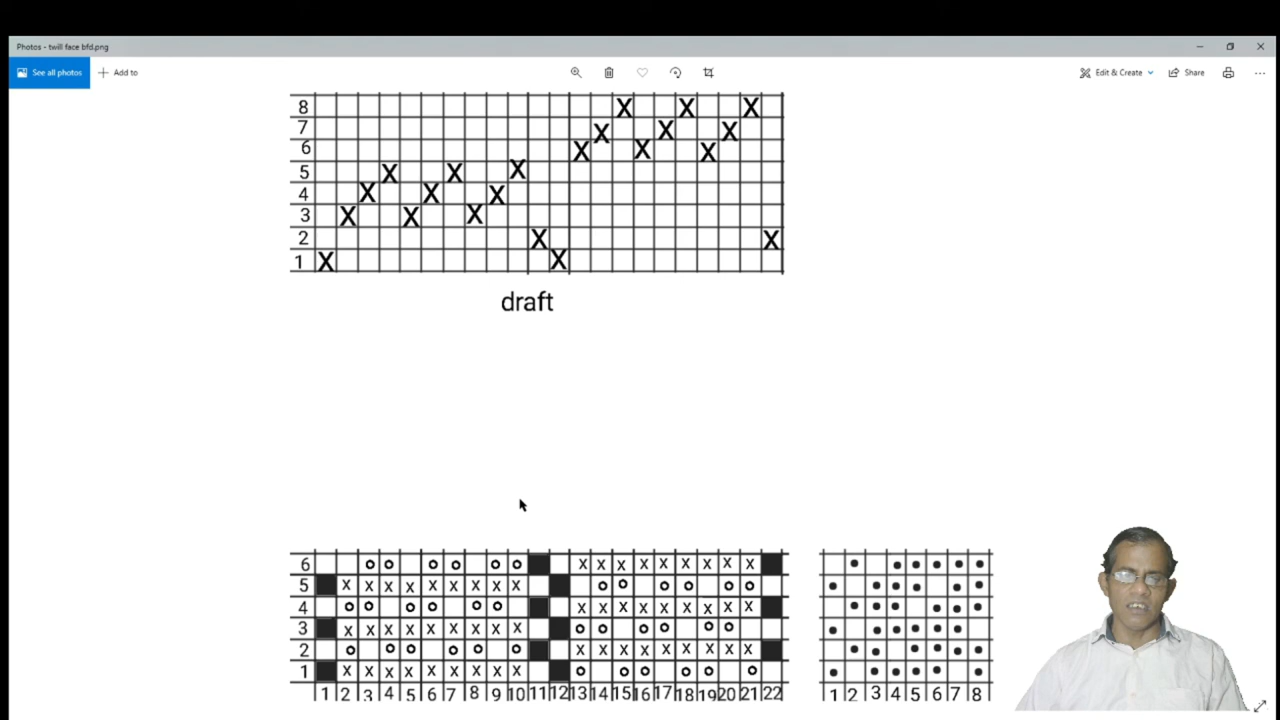 Photos - twill face bfd.png
See all photos
Add to
Edit & Create
Share
8 X X X
7 X X X
6 X X X
5 X X X
4 X X X
3 X X X
2 X X
1 X X
draft
6 o o o o o o x x x x x x x x x
5 x x x x x x x x x o o o o o o
4 o o o o o o x x x x x x x x x
3 x x x x x x x x x o o o o o o
2 o o o o o o x x x x x x x x x
1 x x x x x x x x x o o o o o o
1 2 3 4 5 6 7 8 9 10 11 12 13 14 15 16 17 18 19 20 21 22
1 2 3 4 5 6 7 8